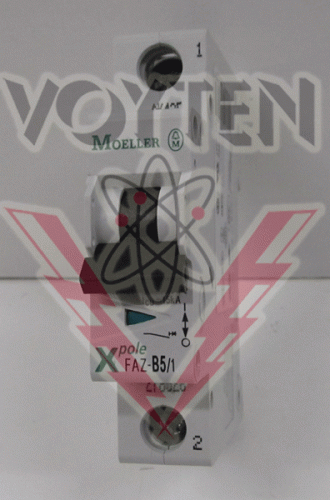 1
VOYTEN
MOELLER
Xpole
FAZ-B5/1
2